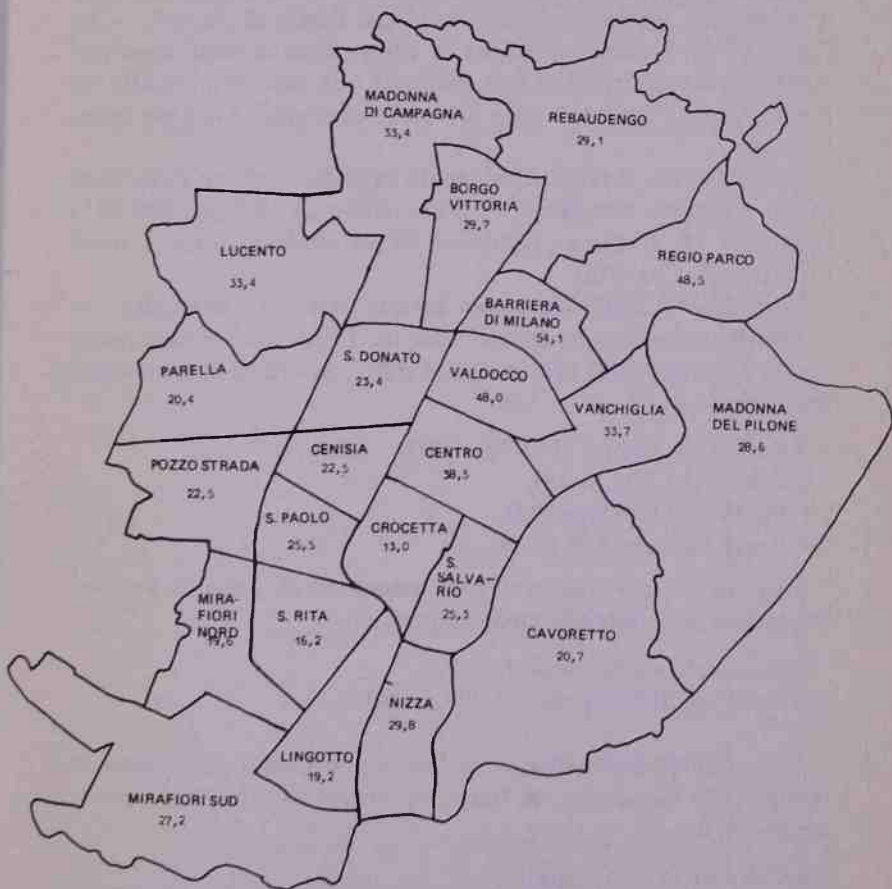 MADONNA
DI CAMPAGNA
33,4
REBAUDENGO
29,1
BORGO
VITTORIA
29,7
LUCENTO
33,4
REGIO PARCO
48,5
BARRIERA
DI MILANO
54,1
S. DONATO
23,4
VALDOCCO
48,0
PARELLA
20,4
VANCHIGLIA
33,7
MADONNA
DEL PILONE
28,6
CENISIA
22,5
CENTRO
38,5
POZZO STRADA
22,5
S. PAOLO
25,5
CROCETTA
13,0
S.
SALVA-
RIO
25,5
MIRA-
FIORI
NORD
19,6
S. RITA
16,2
CAVORETTO
20,7
NIZZA
29,8
LINGOTTO
19,2
MIRAFIORI SUD
27,2